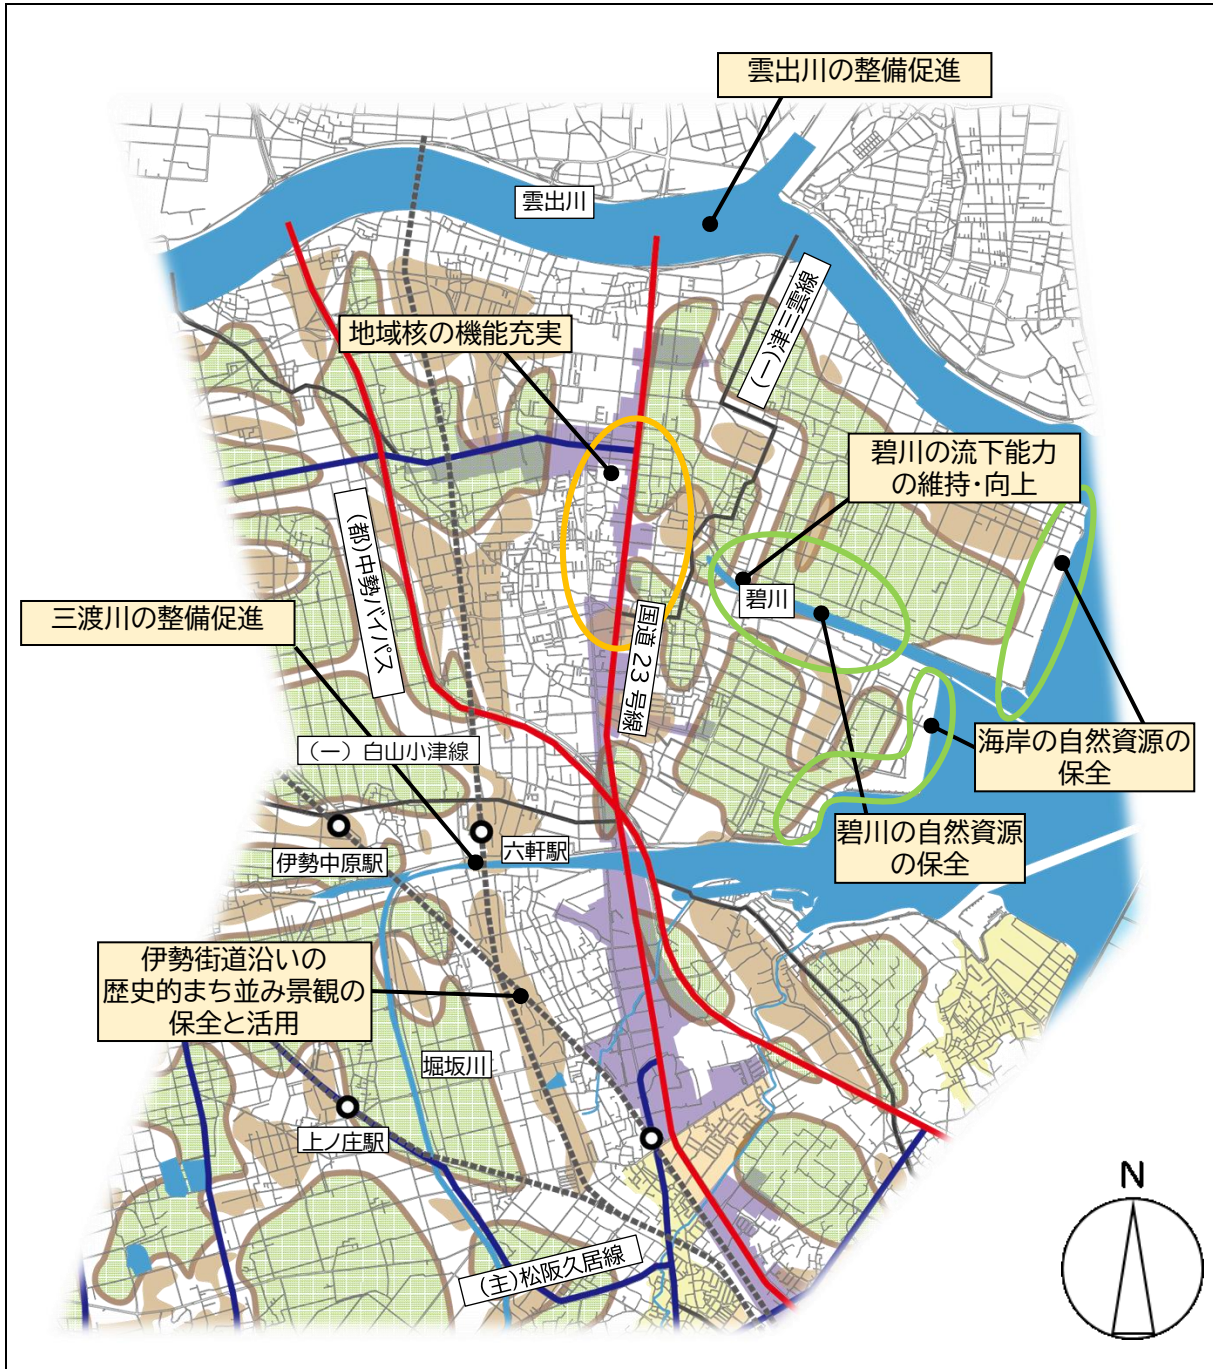 雲出川の整備促進
雲出川
(一)津三雲線
地域核の機能充実
碧川の流下能力
の維持・向上
(都)中勢バイパス
碧川
三渡川の整備促進
国道 23 号線
海岸の自然資源の
保全
(一) 白山小津線
碧川の自然資源
の保全
六軒駅
伊勢中原駅
伊勢街道沿いの
歴史的まち並み景観の
保全と活用
堀坂川
上ノ庄駅
(主)松阪久居線
N